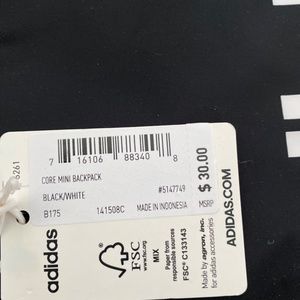 7 16106 88340 8
CORE MINI BACKPACK
#5147749
BLACK/WHITE
B175 141508C MADE IN INDONESIA
$ 30.00
MSRP
6261
adidas
FSC
www.fsc.org
MIX
Paper from
responsible sources
FSC® C133143
Made by agron, inc.
for adidas accessories
ADIDAS.COM